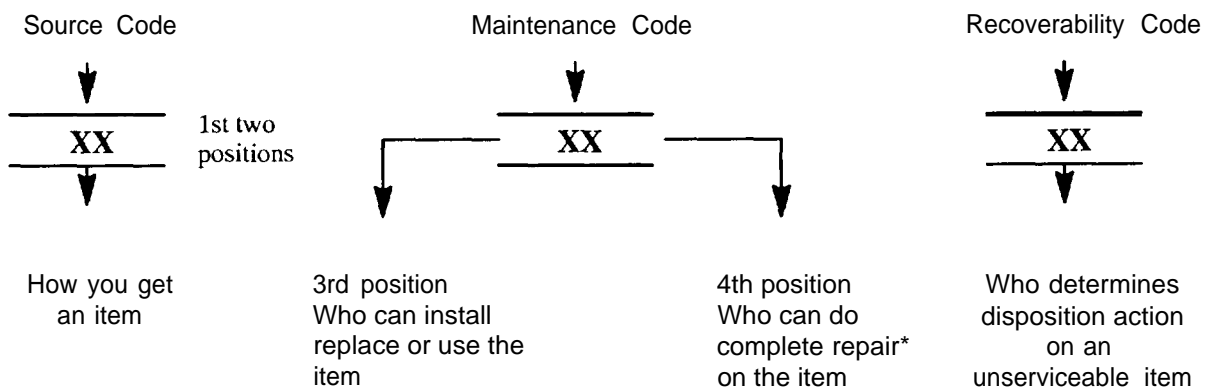 Source Code
Maintenance Code
Recoverability Code
XX
1st two
positions
XX
XX
How you get
an item
3rd position
Who can install
replace or use the
item
4th position
Who can do
complete repair*
on the item
Who determines
disposition action
on an
unserviceable item